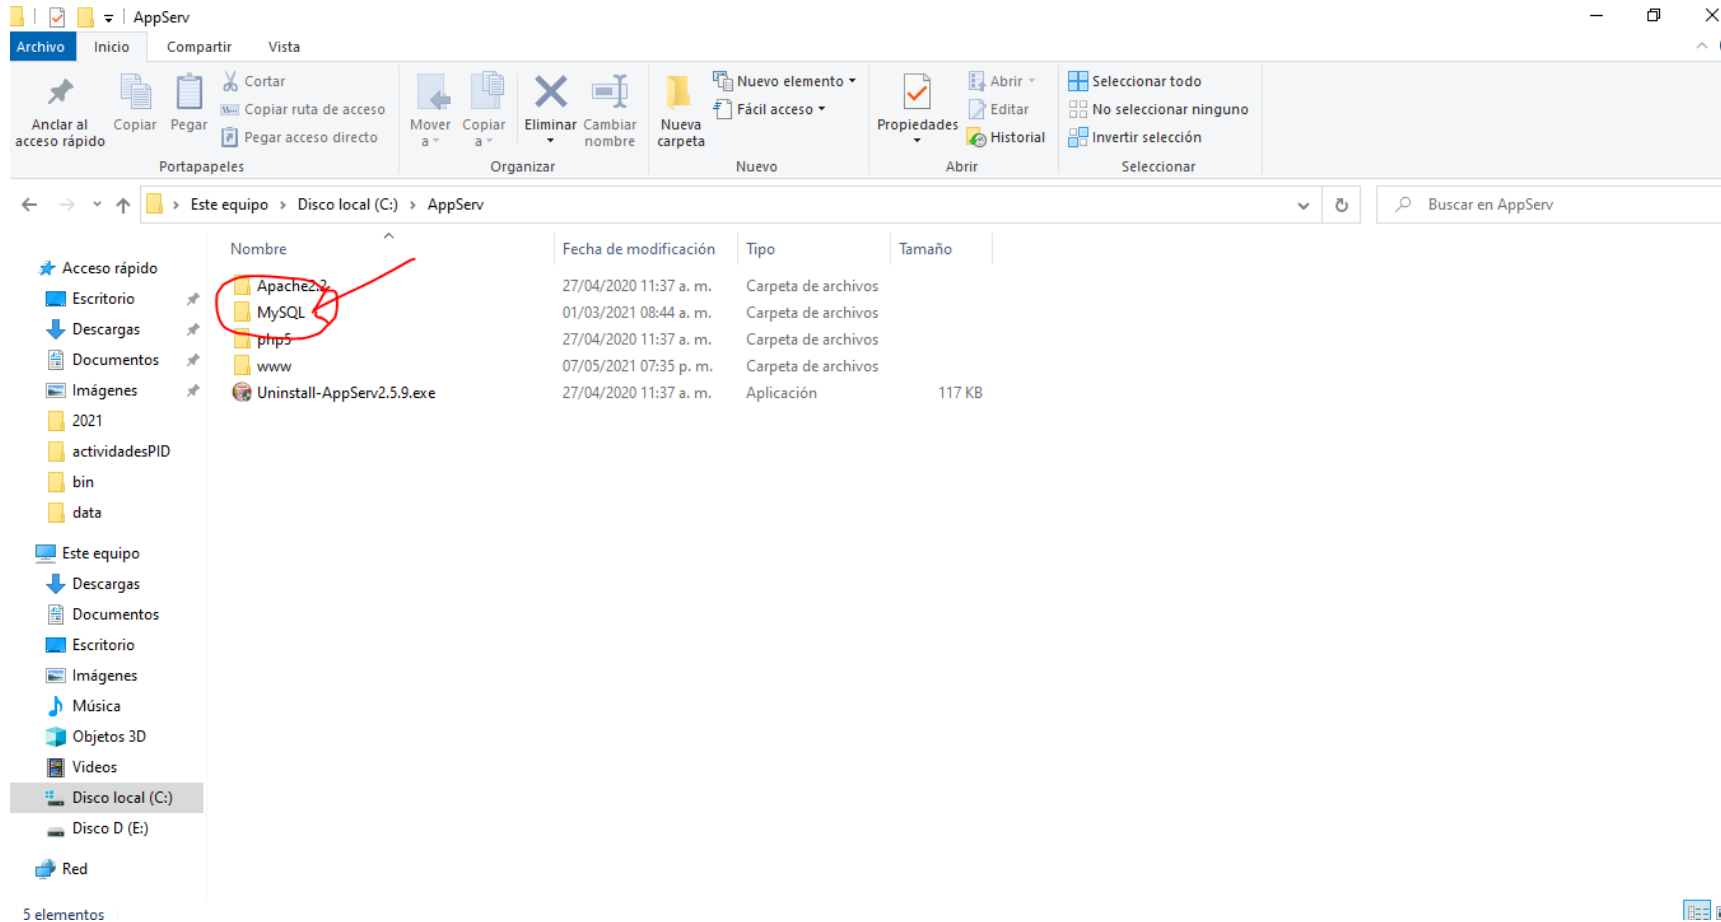 AppServ
Archivo Inicio Compartir Vista
Anclar al acceso rápido
Copiar
Pegar
Cortar
Copiar ruta de acceso
Pegar acceso directo
Portapapeles
Mover a
Copiar a
Eliminar
Cambiar nombre
Organizar
Nueva carpeta
Nuevo elemento
Fácil acceso
Nuevo
Propiedades
Abrir
Editar
Historial
Abrir
Seleccionar todo
No seleccionar ninguno
Invertir selección
Seleccionar
Este equipo > Disco local (C:) > AppServ
Buscar en AppServ
Acceso rápido
Escritorio
Descargas
Documentos
Imágenes
2021
actividadesPID
bin
data
Este equipo
Descargas
Documentos
Escritorio
Imágenes
Música
Objetos 3D
Videos
Disco local (C:)
Disco D (E:)
Red
Nombre Fecha de modificación Tipo Tamaño
Apache2.2 27/04/2020 11:37 a. m. Carpeta de archivos
MySQL 01/03/2021 08:44 a. m. Carpeta de archivos
php5 27/04/2020 11:37 a. m. Carpeta de archivos
www 07/05/2021 07:35 p. m. Carpeta de archivos
Uninstall-AppServ2.5.9.exe 27/04/2020 11:37 a. m. Aplicación 117 KB
5 elementos